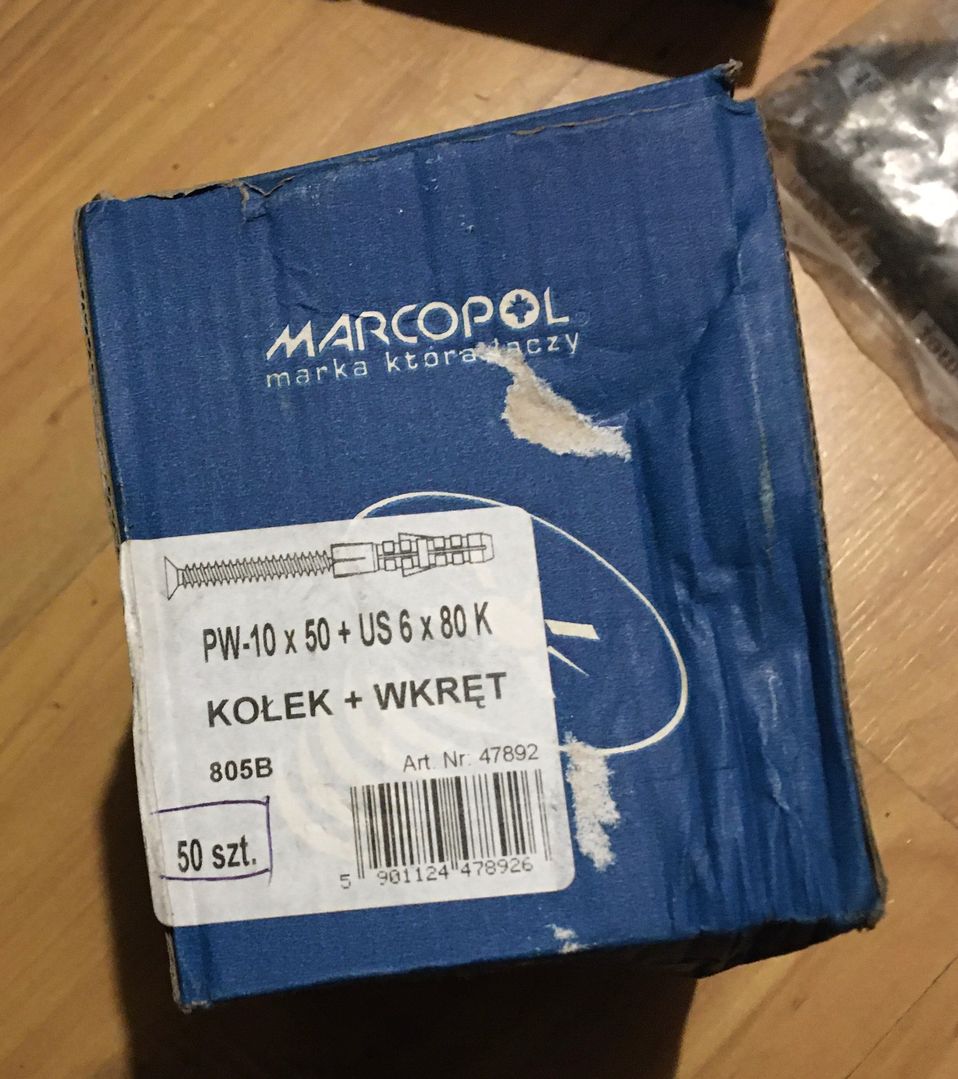 MARCOPOL
marka która łączy
PW-10 x 50 + US 6 x 80 K
KOŁEK + WKRĘT
805B
Art. Nr: 47892
50 szt.
5 901124 478926